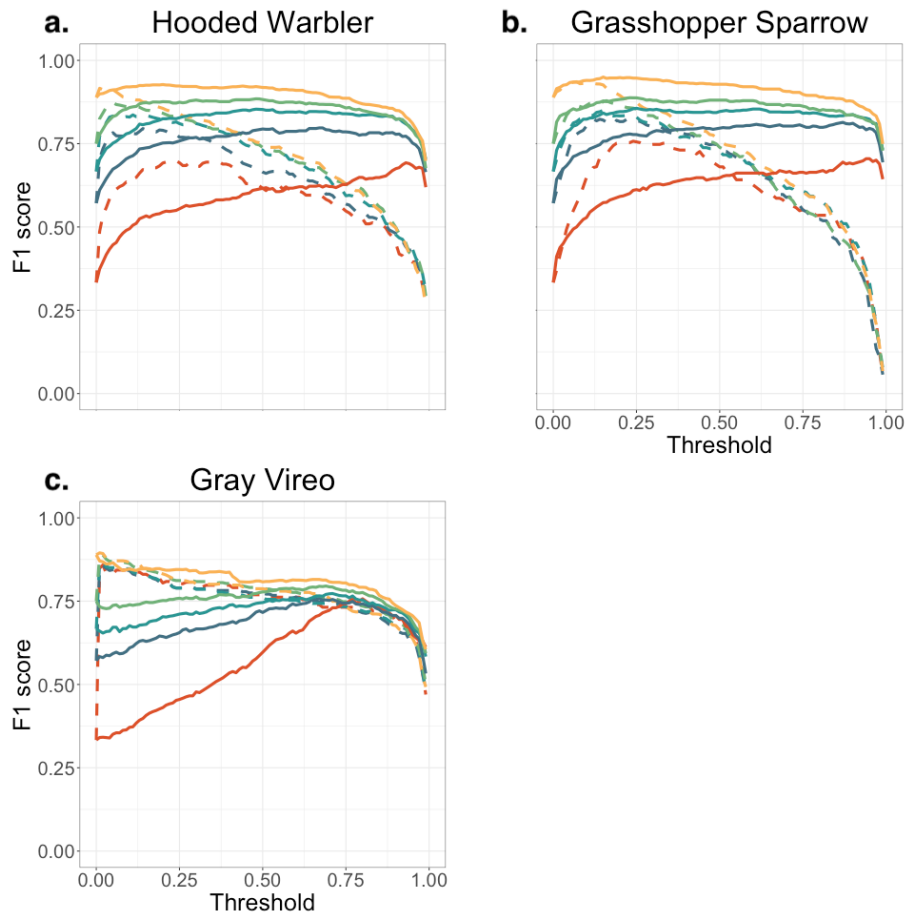 a. Hooded Warbler
b. Grasshopper Sparrow
1.00
0.75
0.50
0.25
0.00
F1 score
0.00 0.25 0.50 0.75 1.00
Threshold
c. Gray Vireo
1.00
0.75
0.50
0.25
0.00
F1 score
0.00 0.25 0.50 0.75 1.00
Threshold